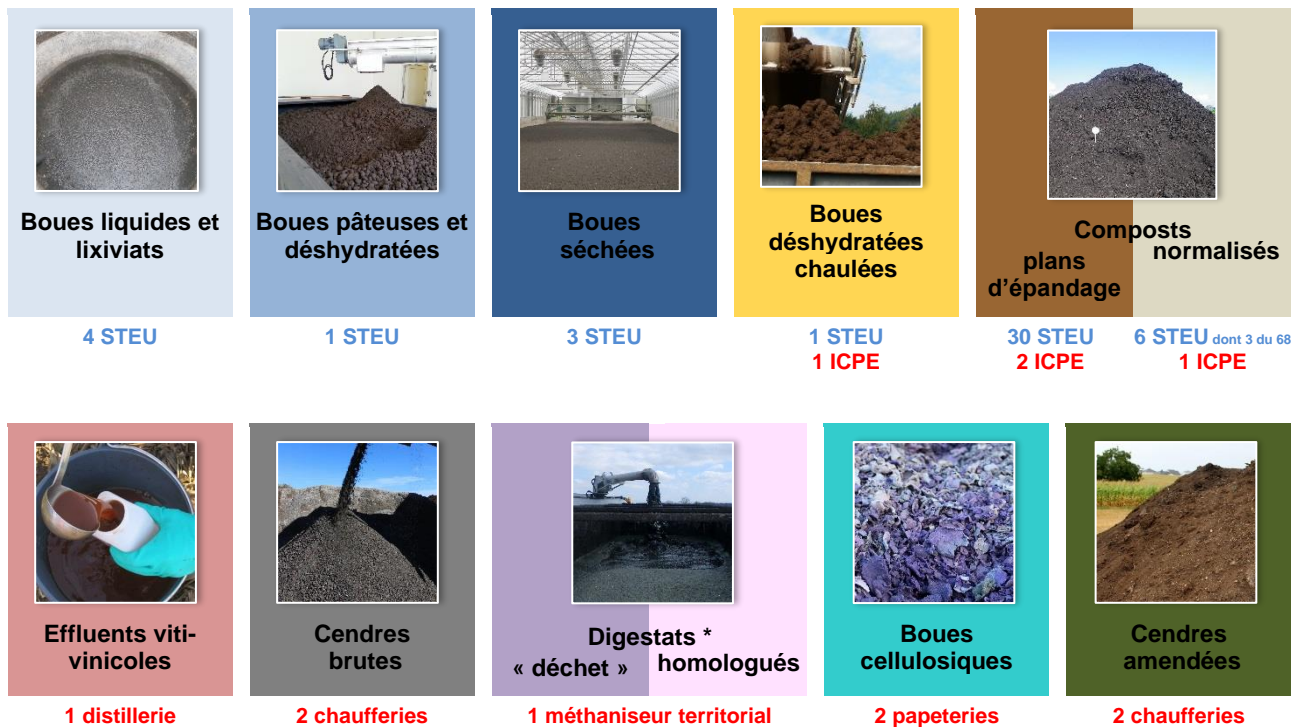 Boues liquides et
lixiviats
4 STEU
Boues pâteuses et
déshydratées
1 STEU
Boues
séchées
3 STEU
Boues
déshydratées
chaulées
1 STEU
1 ICPE
Composts
plans
d’épandage
normalisés
30 STEU
2 ICPE
6 STEU dont 3 du 68
1 ICPE
Effluents viti-
vinicoles
1 distillerie
Cendres
brutes
2 chaufferies
Digestats *
« déchet »
homologués
1 méthaniseur territorial
Boues
cellulosiques
2 papeteries
Cendres
amendées
2 chaufferies